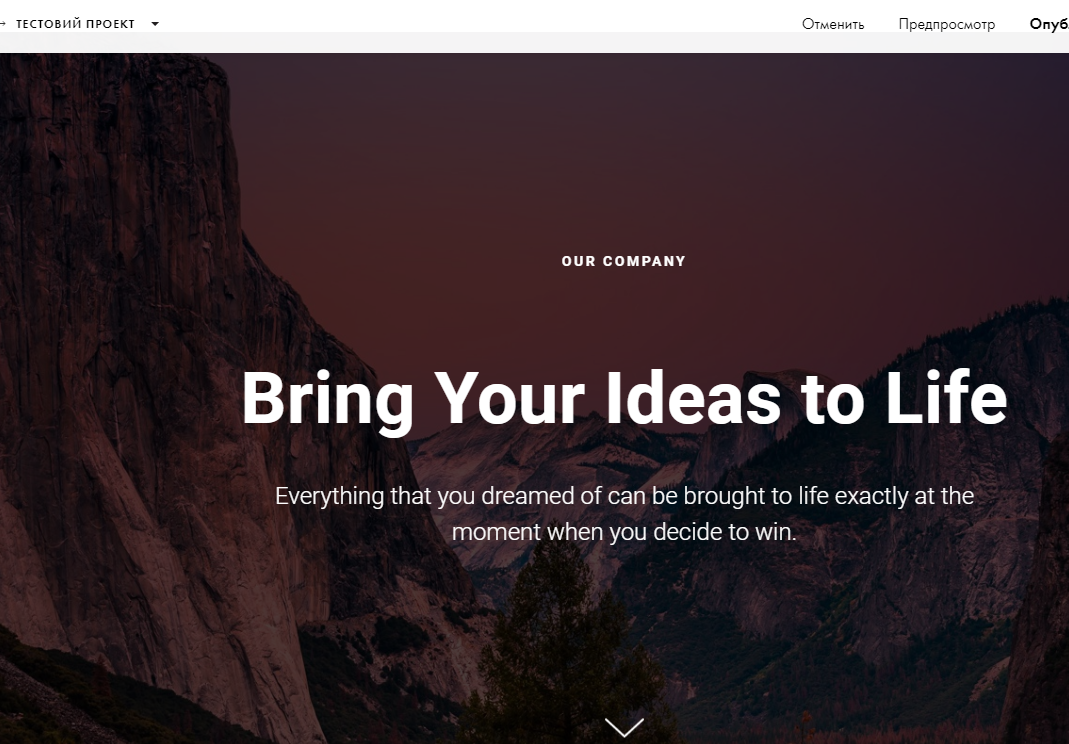 ТЕСТОВИЙ ПРОЕКТ
Отменить Предпросмотр
OUR COMPANY
Bring Your Ideas to Life
Everything that you dreamed of can be brought to life exactly at the
moment when you decide to win.